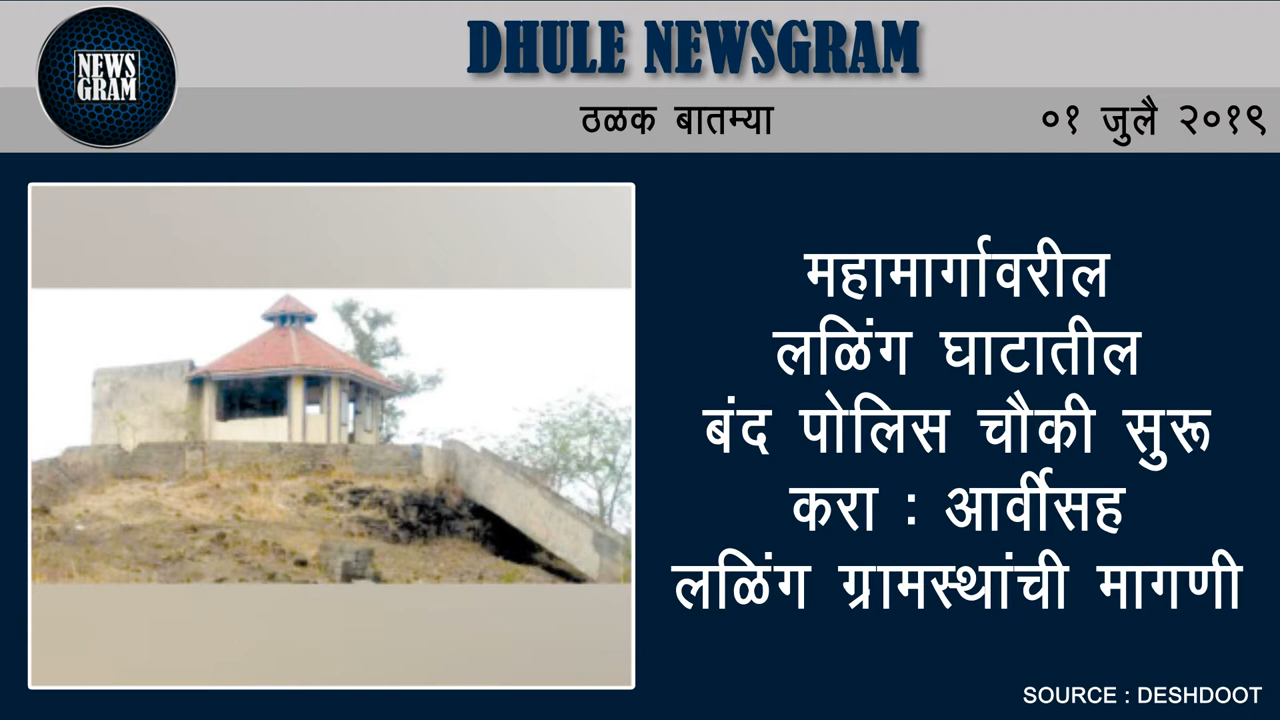 NEWS
GRAM
DHULE NEWSGRAM
ठळक बातम्या
०१ जुलै २०१९
महामार्गावरील
लळिंग घाटातील
बंद पोलिस चौकी सुरू
करा : आर्वीसह
लळिंग ग्रामस्थांची मागणी
SOURCE : DESHDOOT